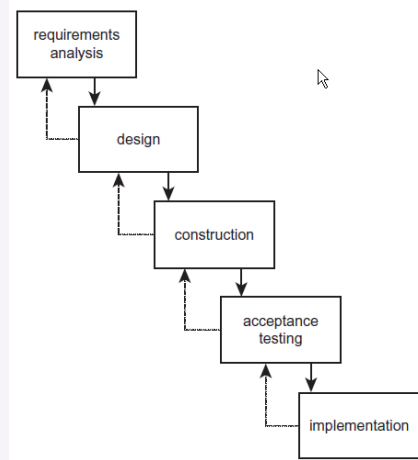 requirements
analysis
design
construction
acceptance
testing
implementation